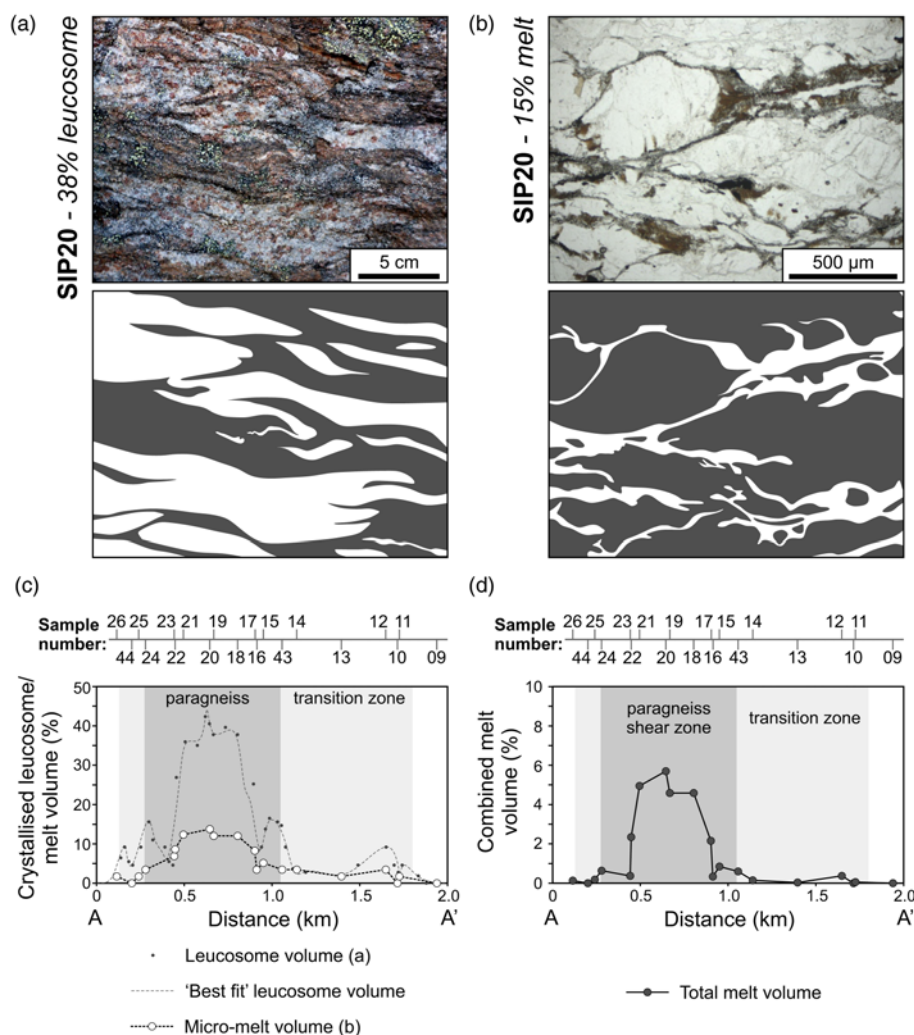 (a)
SIP20 - 38% leucosome
5 cm
(b)
SIP20 - 15% melt
500 µm
(c)
Sample number:
26 25 23 21 19 17 15 14 12 11
44 24 22 20 18 16 43 13 10 09
Crystallised leucosome/
melt volume (%)
50
40
30
20
10
0
paragneiss
transition zone
0 0.5 1.0 1.5 2.0
A Distance (km) A'
Leucosome volume (a)
'Best fit' leucosome volume
Micro-melt volume (b)
(d)
Sample
number:
26 25 23 21 19 17 15 14 12 11
44 24 22 20 18 16 43 13 10 09
Combined melt
volume (%)
10
8
6
4
2
0
paragneiss
shear zone
transition zone
0 0.5 1.0 1.5 2.0
A Distance (km) A'
Total melt volume